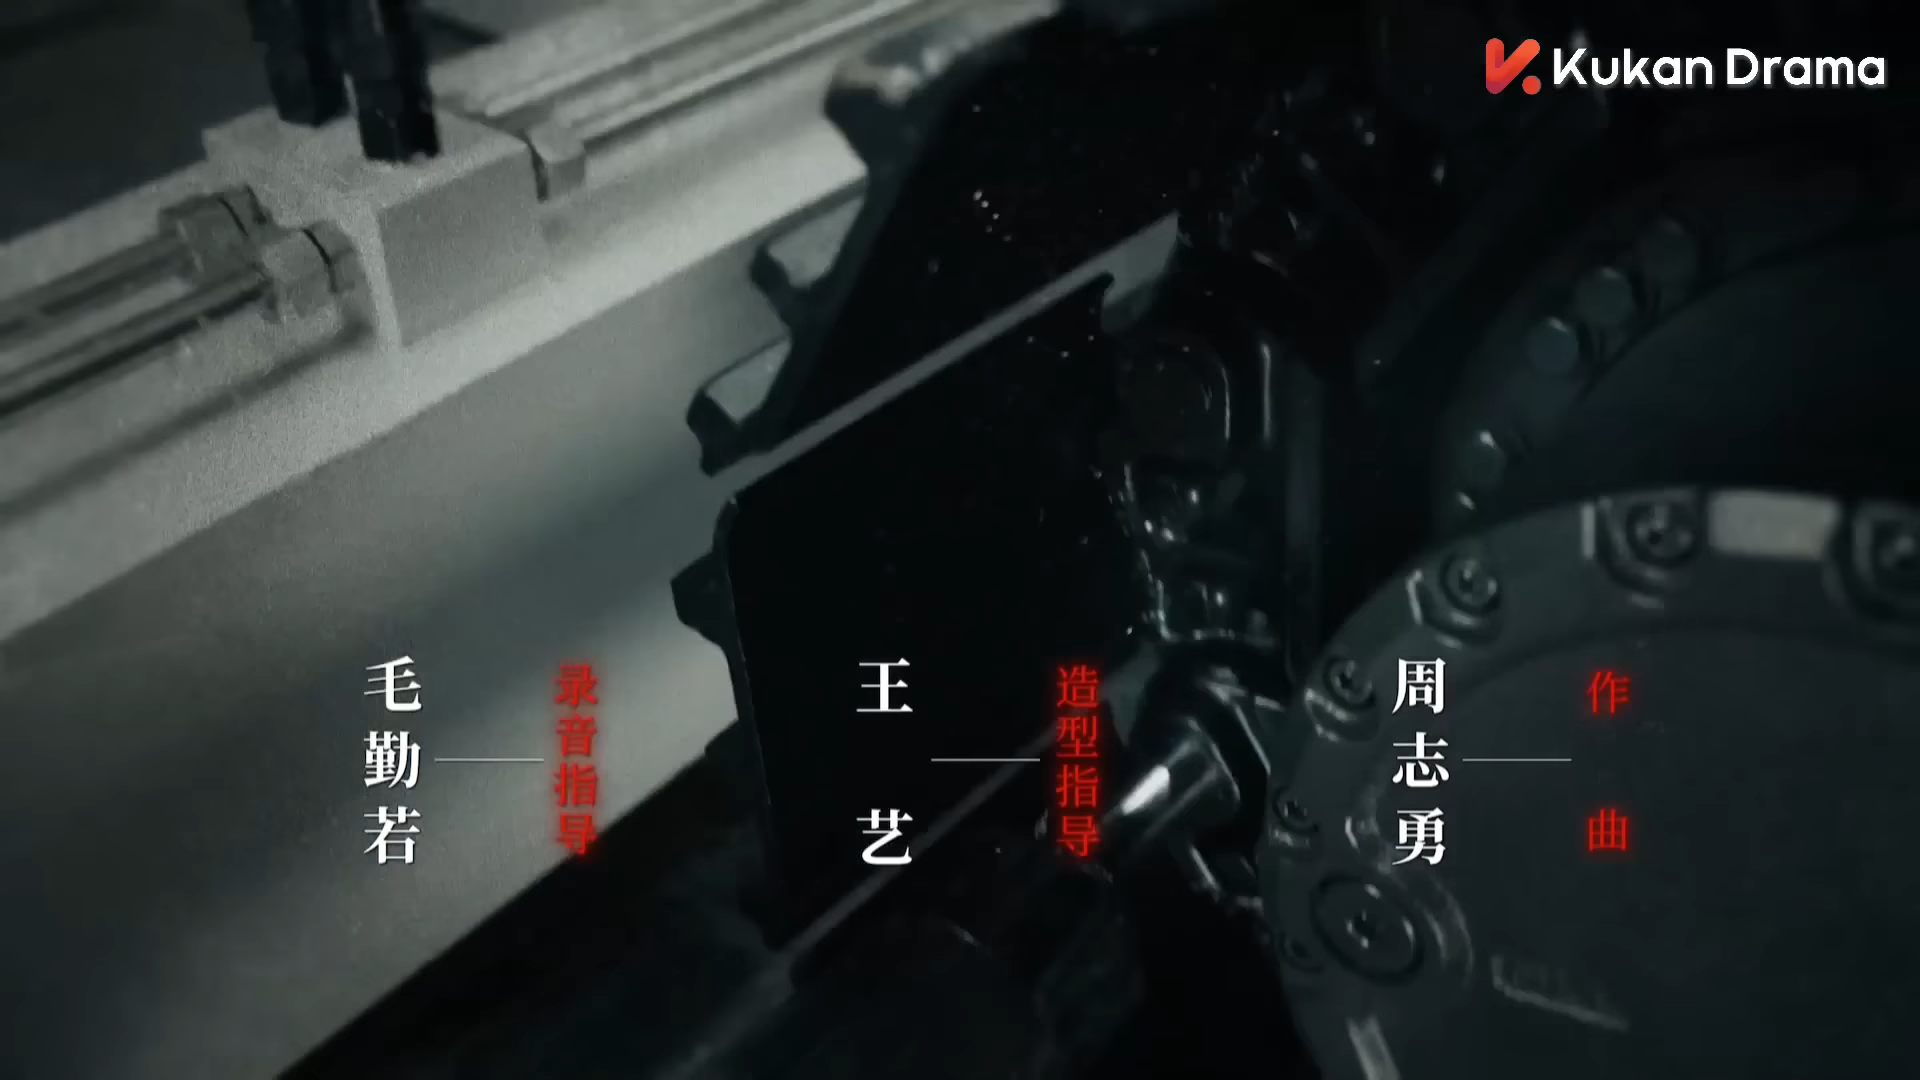 Kukan Drama
作曲
周志勇
造型指导
王艺
录音指导
毛勤若